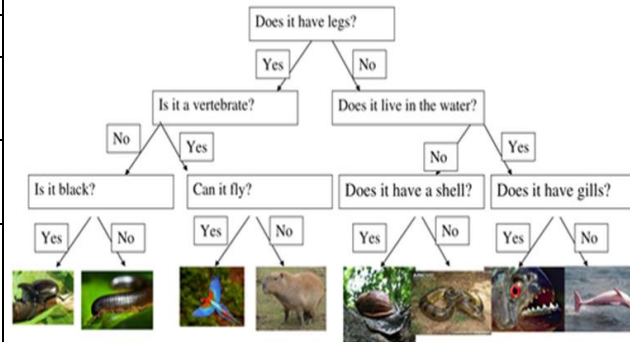 Does it have legs?
Yes
No
Is it a vertebrate?
Does it live in the water?
No
Yes
No
Yes
Is it black?
Can it fly?
Does it have a shell?
Does it have gills?
Yes
No
Yes
No
Yes
No
Yes
No